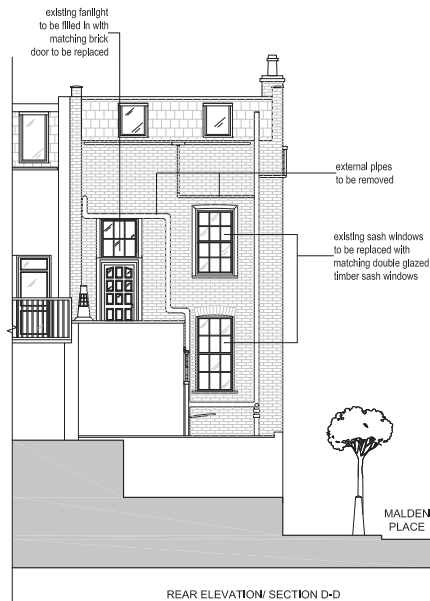 existing fanlight
to be filled in with
matching brick
door to be replaced
external pipes
to be removed
existing sash windows
to be replaced with
matching double glazed
timber sash windows
MALDEN
PLACE
REAR ELEVATION/ SECTION D-D